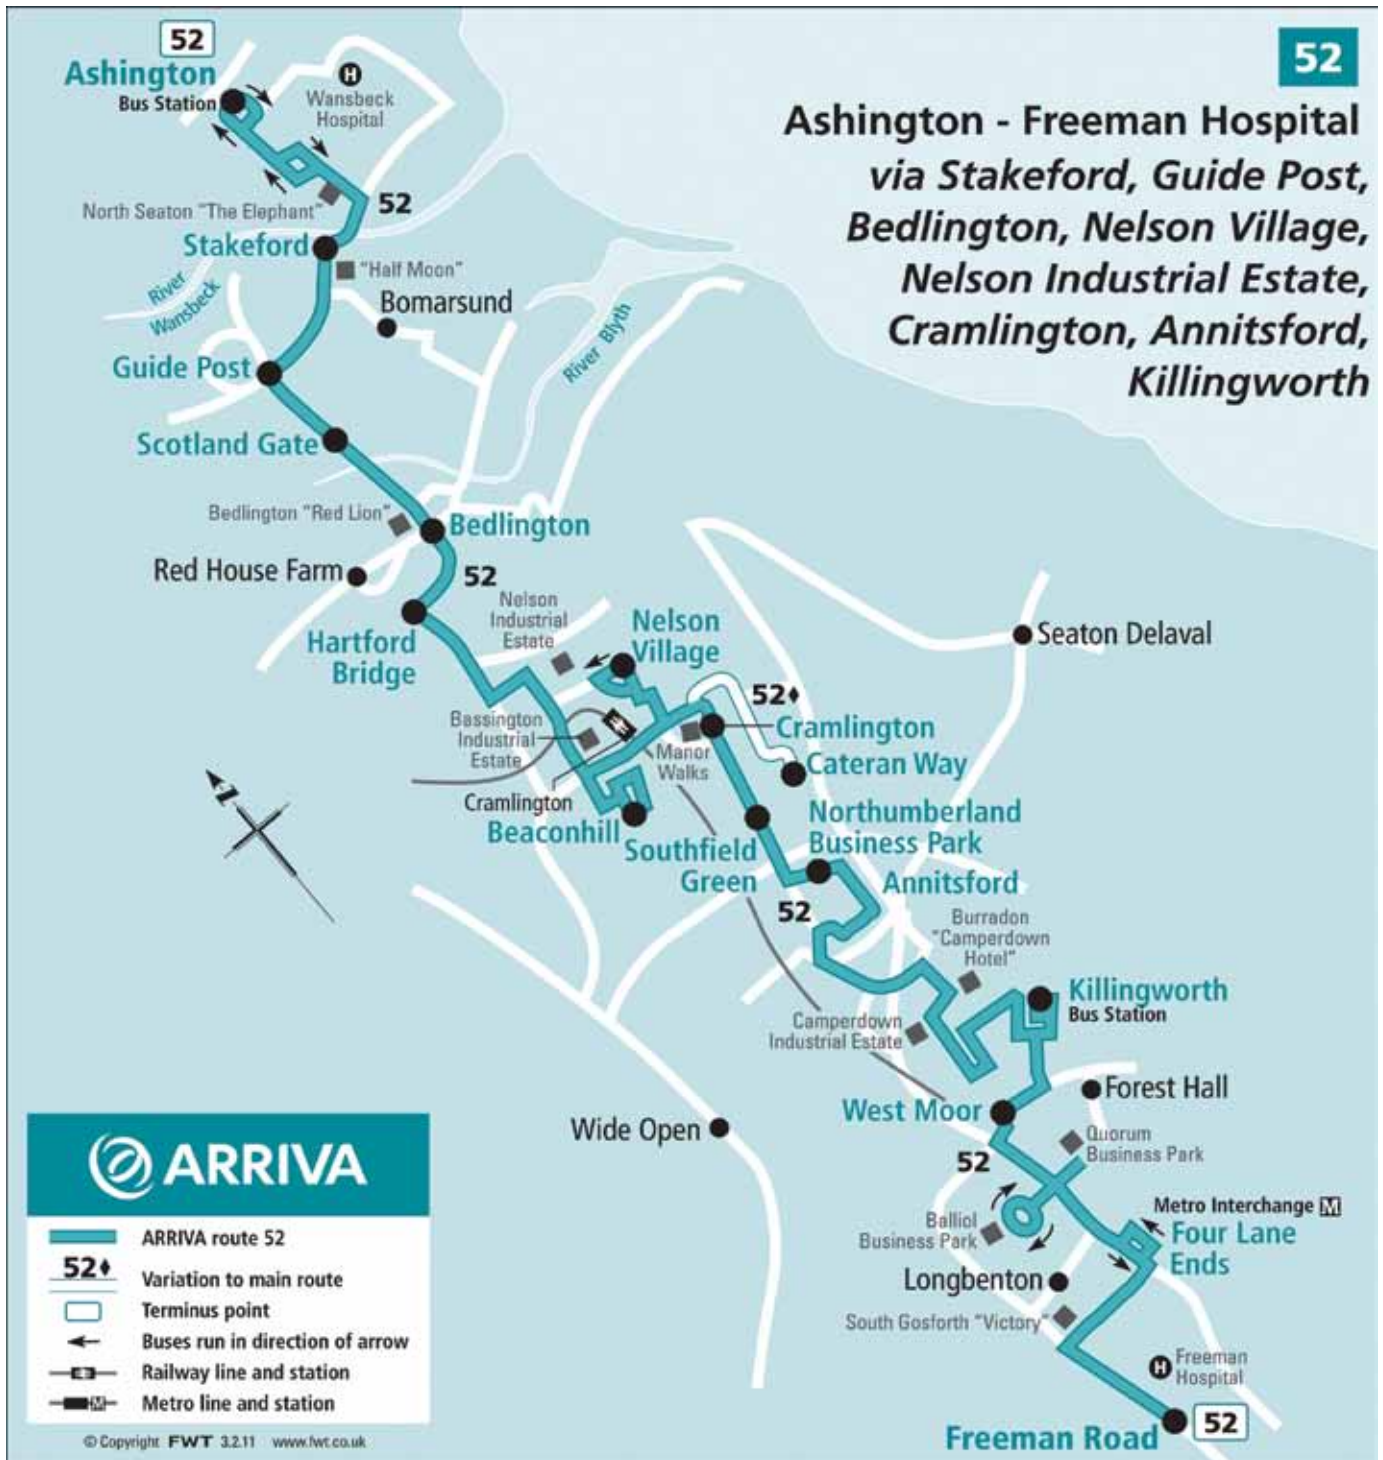 52
Ashington - Freeman Hospital
via Stakeford, Guide Post,
Bedlington, Nelson Village,
Nelson Industrial Estate,
Cramlington, Annitsford,
Killingworth
52
Ashington
Bus Station
H
Wansbeck
Hospital
North Seaton "The Elephant"
52
Stakeford
"Half Moon"
River
Wansbeck
Bomarsund
River Blyth
Guide Post
Scotland Gate
Bedlington "Red Lion"
Bedlington
Red House Farm
52
Hartford
Bridge
Nelson
Industrial
Estate
Nelson
Village
Seaton Delaval
52♦
Bassington
Industrial
Estate
Manor
Walks
Cramlington
Cateran Way
Cramlington
Beaconhill
Southfield
Green
Northumberland
Business Park
N
52
Annitsford
Burradon
"Camperdown
Hotel"
Killingworth
Bus Station
Camperdown
Industrial Estate
West Moor
Forest Hall
Wide Open
Quorum
Business Park
52
Metro Interchange M
Balliol
Business Park
Four Lane
Ends
Longbenton
South Gosforth "Victory"
H
Freeman
Hospital
Freeman Road
52
ARRIVA
ARRIVA route 52
52♦ Variation to main route
Terminus point
Buses run in direction of arrow
Railway line and station
M Metro line and station
© Copyright FWT 3.2.11 www.fwt.co.uk